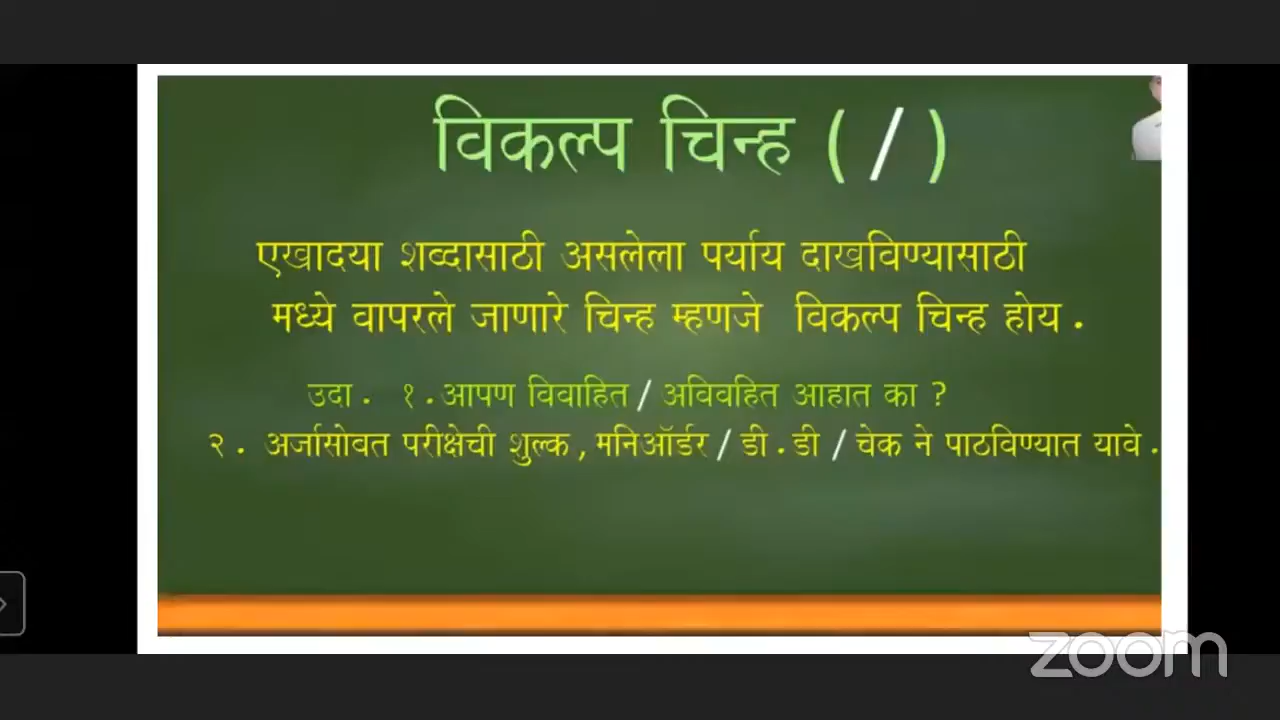 विकल्प चिन्ह ( / )
एखादया शब्दासाठी असलेला पर्याय दाखविण्यासाठी
मध्ये वापरले जाणारे चिन्ह म्हणजे विकल्प चिन्ह होय .
उदा . १ . आपण विवाहित / अविवहित आहात का ?
२ . अर्जासोबत परीक्षेची शुल्क , मनिऑर्डर / डी . डी / चेक ने पाठविण्यात यावे .
zoom